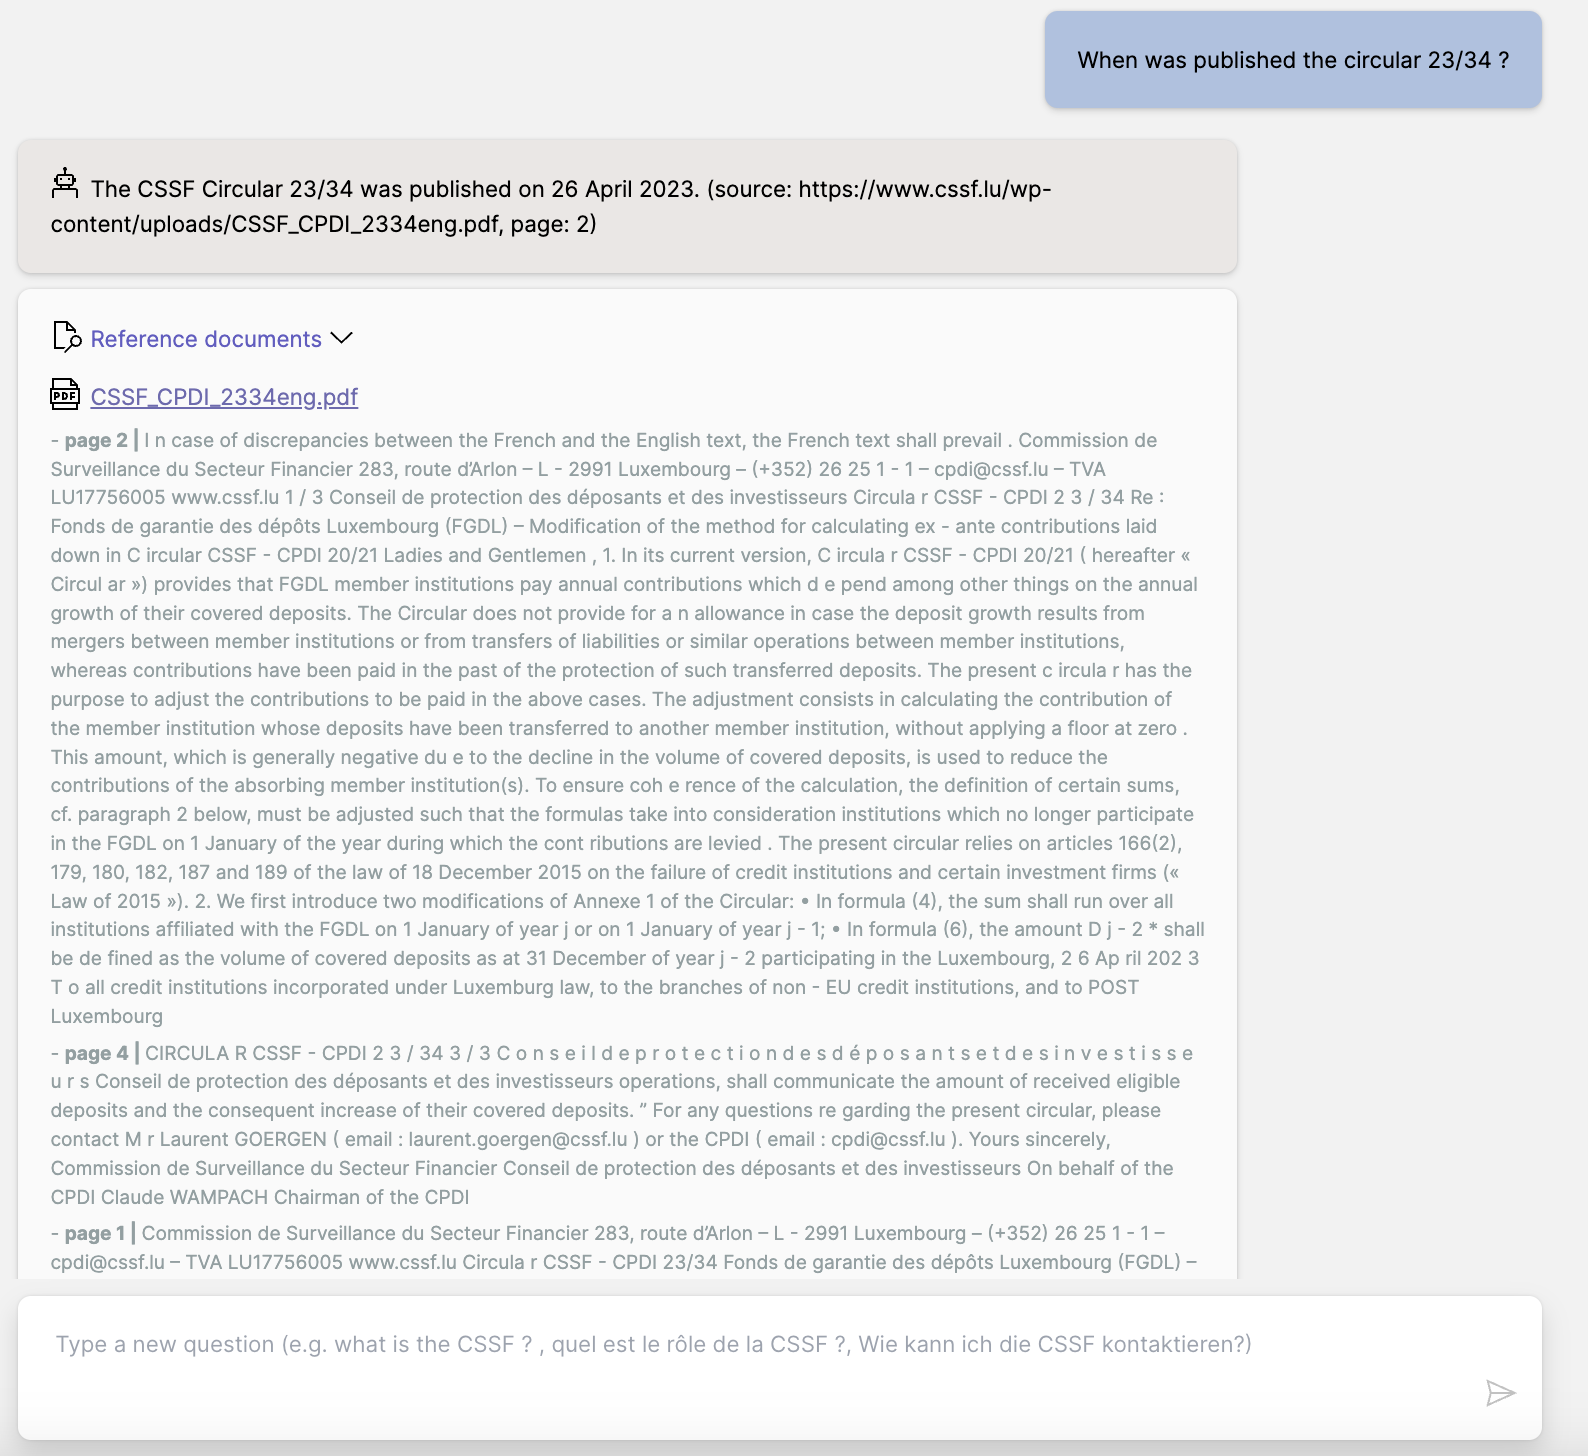 When was published the circular 23/34 ?
The CSSF Circular 23/34 was published on 26 April 2023. (source: https://www.cssf.lu/wp-
content/uploads/CSSF_CPDI_2334eng.pdf, page: 2)
Reference documents
PDF CSSF_CPDI_2334eng.pdf
- page 2 | I n case of discrepancies between the French and the English text, the French text shall prevail . Commission de
Surveillance du Secteur Financier 283, route d’Arlon – L - 2991 Luxembourg – (+352) 26 25 1 - 1 – cpdi@cssf.lu – TVA
LU17756005 www.cssf.lu 1 / 3 Conseil de protection des déposants et des investisseurs Circula r CSSF - CPDI 2 3 / 34 Re :
Fonds de garantie des dépôts Luxembourg (FGDL) – Modification of the method for calculating ex - ante contributions laid
down in C ircular CSSF - CPDI 20/21 Ladies and Gentlemen , 1. In its current version, C ircula r CSSF - CPDI 20/21 ( hereafter «
Circul ar ») provides that FGDL member institutions pay annual contributions which d e pend among other things on the annual
growth of their covered deposits. The Circular does not provide for a n allowance in case the deposit growth results from
mergers between member institutions or from transfers of liabilities or similar operations between member institutions,
whereas contributions have been paid in the past of the protection of such transferred deposits. The present c ircula r has the
purpose to adjust the contributions to be paid in the above cases. The adjustment consists in calculating the contribution of
the member institution whose deposits have been transferred to another member institution, without applying a floor at zero .
This amount, which is generally negative du e to the decline in the volume of covered deposits, is used to reduce the
contributions of the absorbing member institution(s). To ensure coh e rence of the calculation, the definition of certain sums,
cf. paragraph 2 below, must be adjusted such that the formulas take into consideration institutions which no longer participate
in the FGDL on 1 January of the year during which the cont ributions are levied . The present circular relies on articles 166(2),
179, 180, 182, 187 and 189 of the law of 18 December 2015 on the failure of credit institutions and certain investment firms («
Law of 2015 »). 2. We first introduce two modifications of Annexe 1 of the Circular: • In formula (4), the sum shall run over all
institutions affiliated with the FGDL on 1 January of year j or on 1 January of year j - 1; • In formula (6), the amount D j - 2 * shall
be de fined as the volume of covered deposits as at 31 December of year j - 2 participating in the Luxembourg, 2 6 Ap ril 202 3
T o all credit institutions incorporated under Luxemburg law, to the branches of non - EU credit institutions, and to POST
Luxembourg
- page 4 | CIRCULA R CSSF - CPDI 2 3 / 34 3 / 3 C o n s e i l d e p r o t e c t i o n d e s d é p o s a n t s e t d e s i n v e s t i s s e
u r s Conseil de protection des déposants et des investisseurs operations, shall communicate the amount of received eligible
deposits and the consequent increase of their covered deposits. ” For any questions re garding the present circular, please
contact M r Laurent GOERGEN ( email : laurent.goergen@cssf.lu ) or the CPDI ( email : cpdi@cssf.lu ). Yours sincerely,
Commission de Surveillance du Secteur Financier Conseil de protection des déposants et des investisseurs On behalf of the
CPDI Claude WAMPACH Chairman of the CPDI
- page 1 | Commission de Surveillance du Secteur Financier 283, route d’Arlon – L - 2991 Luxembourg – (+352) 26 25 1 - 1 –
cpdi@cssf.lu – TVA LU17756005 www.cssf.lu Circula r CSSF - CPDI 23/34 Fonds de garantie des dépôts Luxembourg (FGDL) –
Type a new question (e.g. what is the CSSF ? , quel est le rôle de la CSSF ?, Wie kann ich die CSSF kontaktieren?)